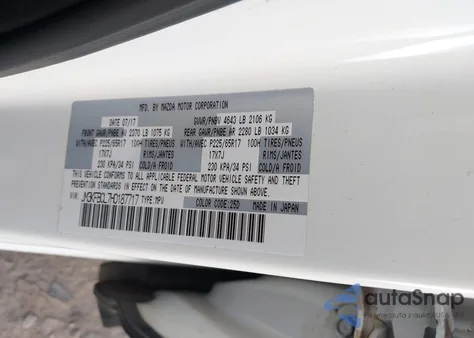 MFD. BY MAZDA MOTOR CORPORATION
DATE 07/17 GVWR/PNBV 4643 LB 2106 KG
FRONT GAWR/PNBE AV 2370 LB 1075 KG REAR GAWR/PNBE AR 2280 LB 1034 KG
WITH/AVEC P225/65R17 100H TIRES/PNEUS WITH/AVEC P225/65R17 100H TIRES/PNEUS
17X7J RIMS/JANTES 17X7J RIMS/JANTES
230 KPA/34 PSI COLD/A FROID 230 KPA/34 PSI COLD/A FROID
THIS VEHICLE CONFORMS TO ALL APPLICABLE FEDERAL MOTOR VEHICLE
SAFETY, BUMPER, AND THEFT PREVENTION STANDARDS IN
EFFECT ON THE DATE OF MANUFACTURE SHOWN ABOVE.
VIN: JM3KFBCL7H0187717 TYPE:MPV
COLOR CODE:25D MADE IN JAPAN
autoSnap